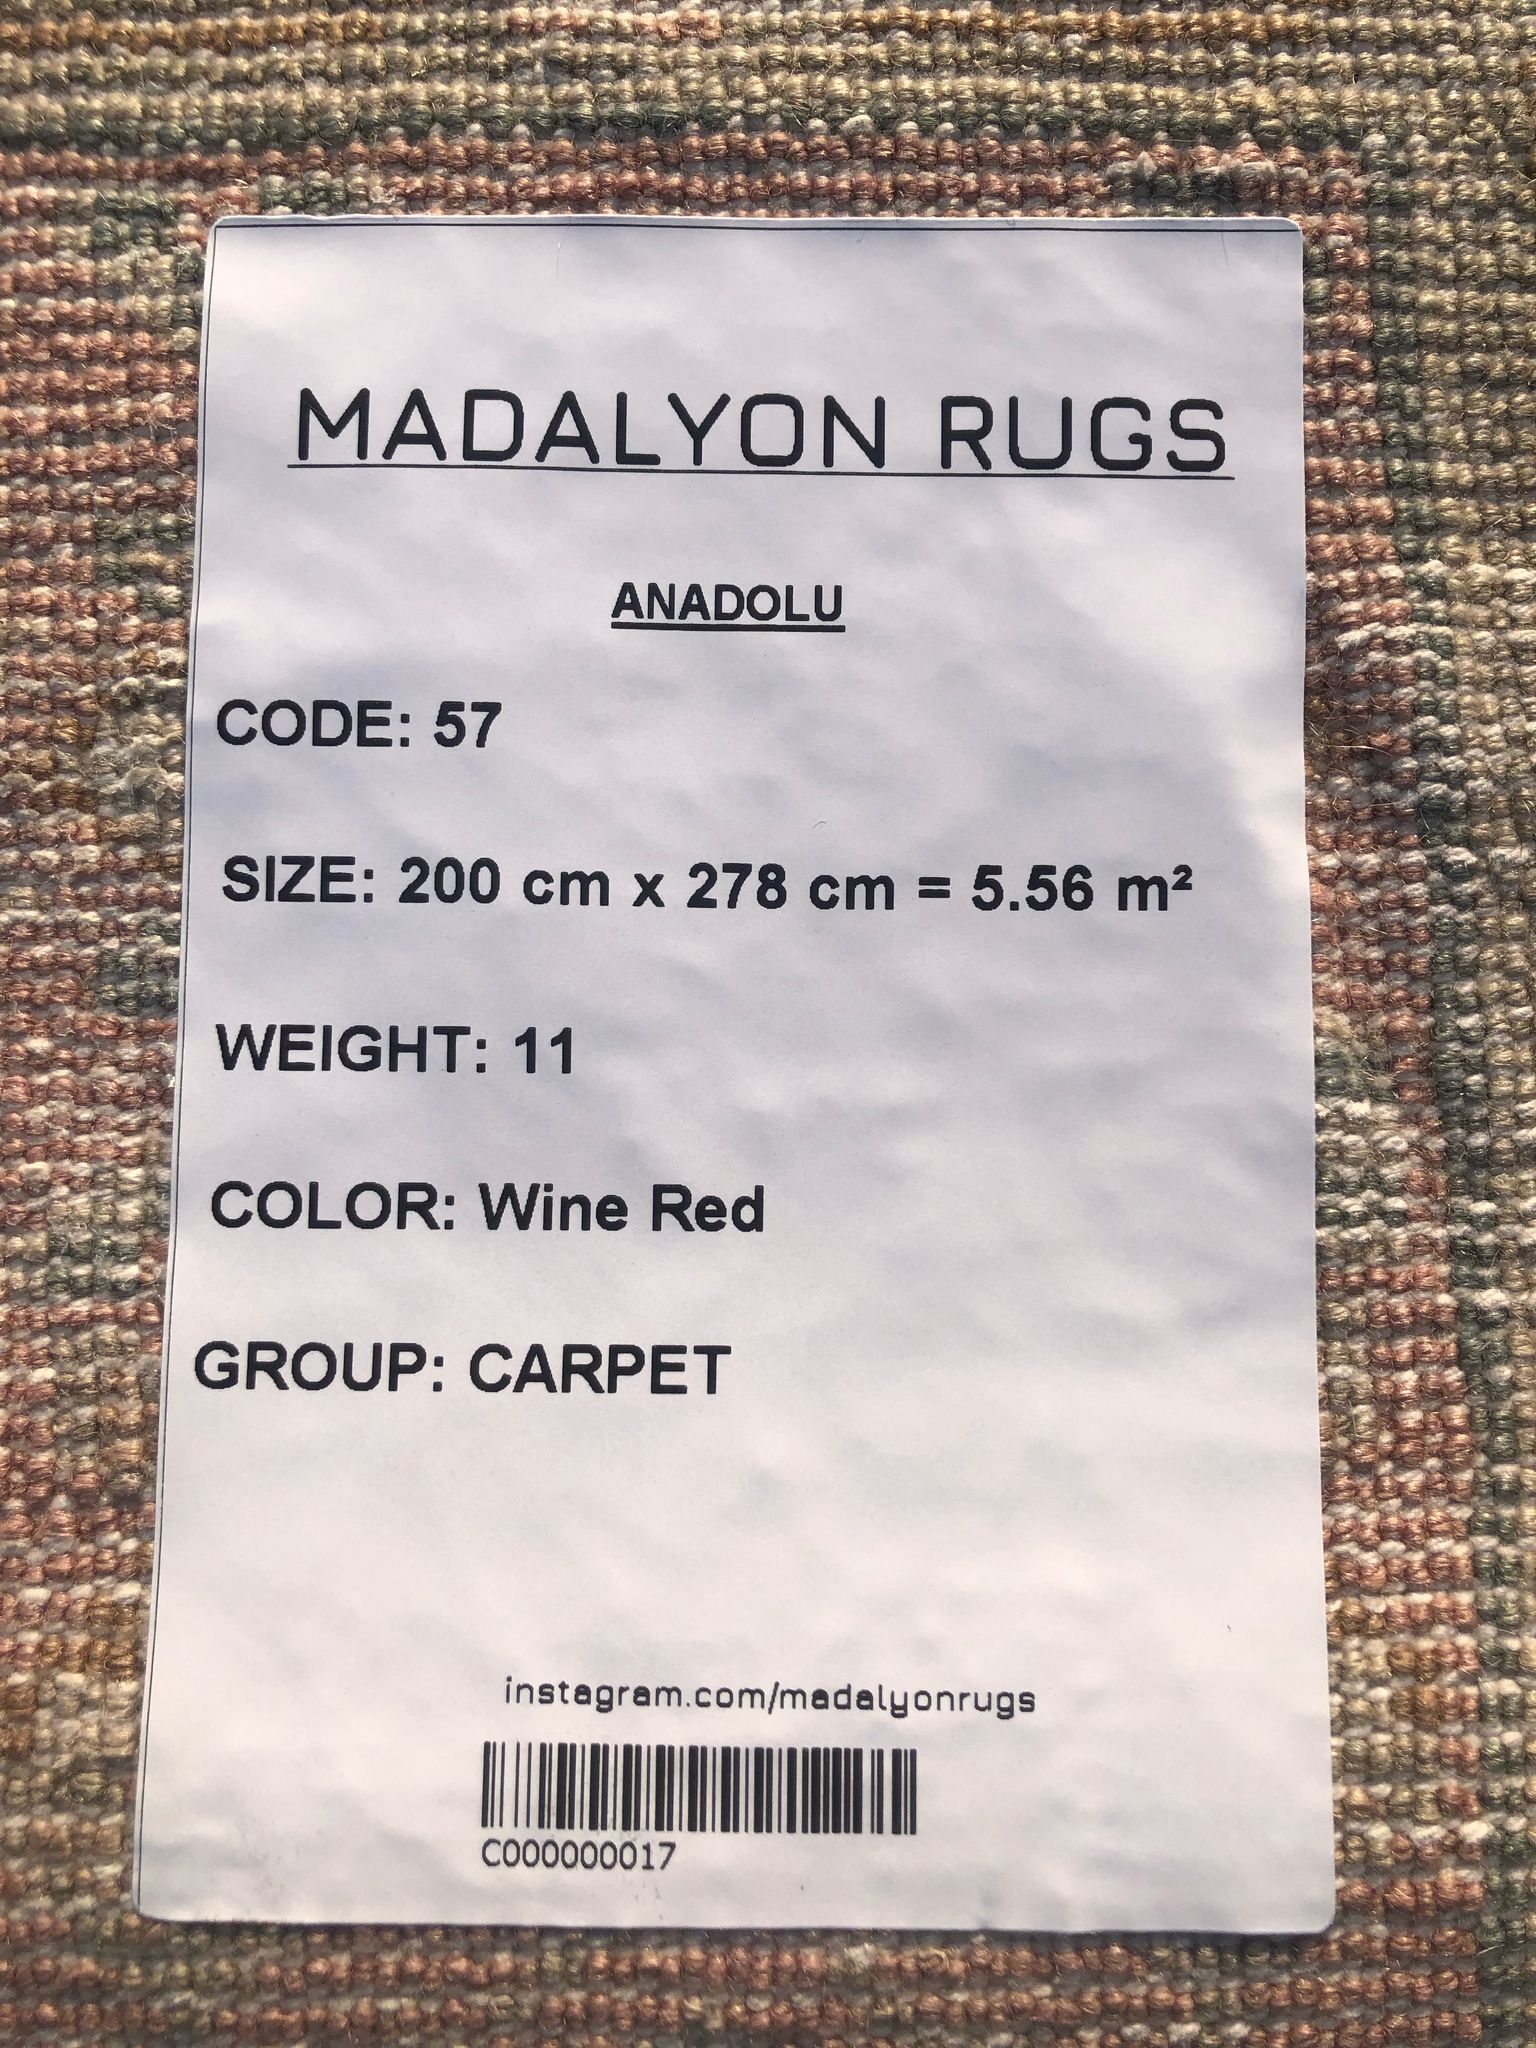 MADALYON RUGS
ANADOLU
CODE: 57
SIZE: 200 cm x 278 cm = 5.56 m²
WEIGHT: 11
COLOR: Wine Red
GROUP: CARPET
instagram.com/madalyonrugs
C000000017